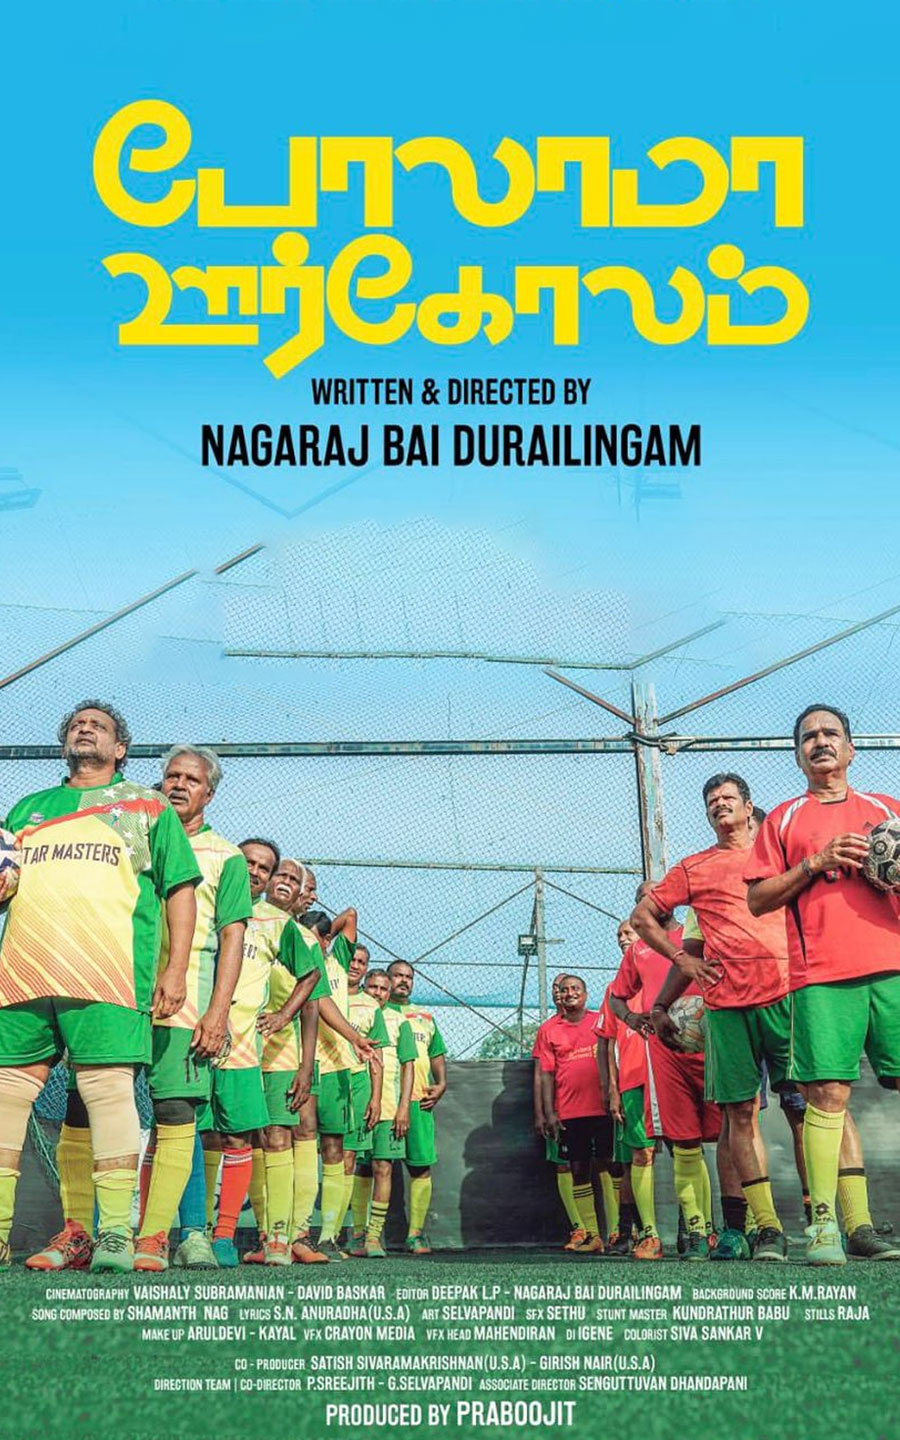 போலாமா
ஊர்கோலம்
WRITTEN & DIRECTED BY
NAGARAJ BAI DURAILINGAM
TAR MASTERS
CINEMATOGRAPHY VAISHALY SUBRAMANIAN - DAVID BASKAR EDITOR DEEPAK L.P - NAGARAJ BAI DURAILINGAM BACKGROUND SCORE K.M.RAYAN
SONG COMPOSED BY SHAMANTH NAG LYRICS S.N. ANURADHA(U.S.A) ART SELVAPANDI SFX SETHU STUNT MASTER KUNDRATHUR BABU STILLS RAJA
MAKE UP ARULDEVI - KAYAL VFX CRAYON MEDIA VFX HEAD MAHENDIRAN DI IGENE COLORIST SIVA SANKAR V
CO - PRODUCER SATISH SIVARAMAKRISHNAN(U.S.A) - GIRISH NAIR(U.S.A)
DIRECTION TEAM | CO-DIRECTOR P.SREEJITH - G.SELVAPANDI ASSOCIATE DIRECTOR SENGUTTUVAN DHANDAPANI
PRODUCED BY PRABOOJIT